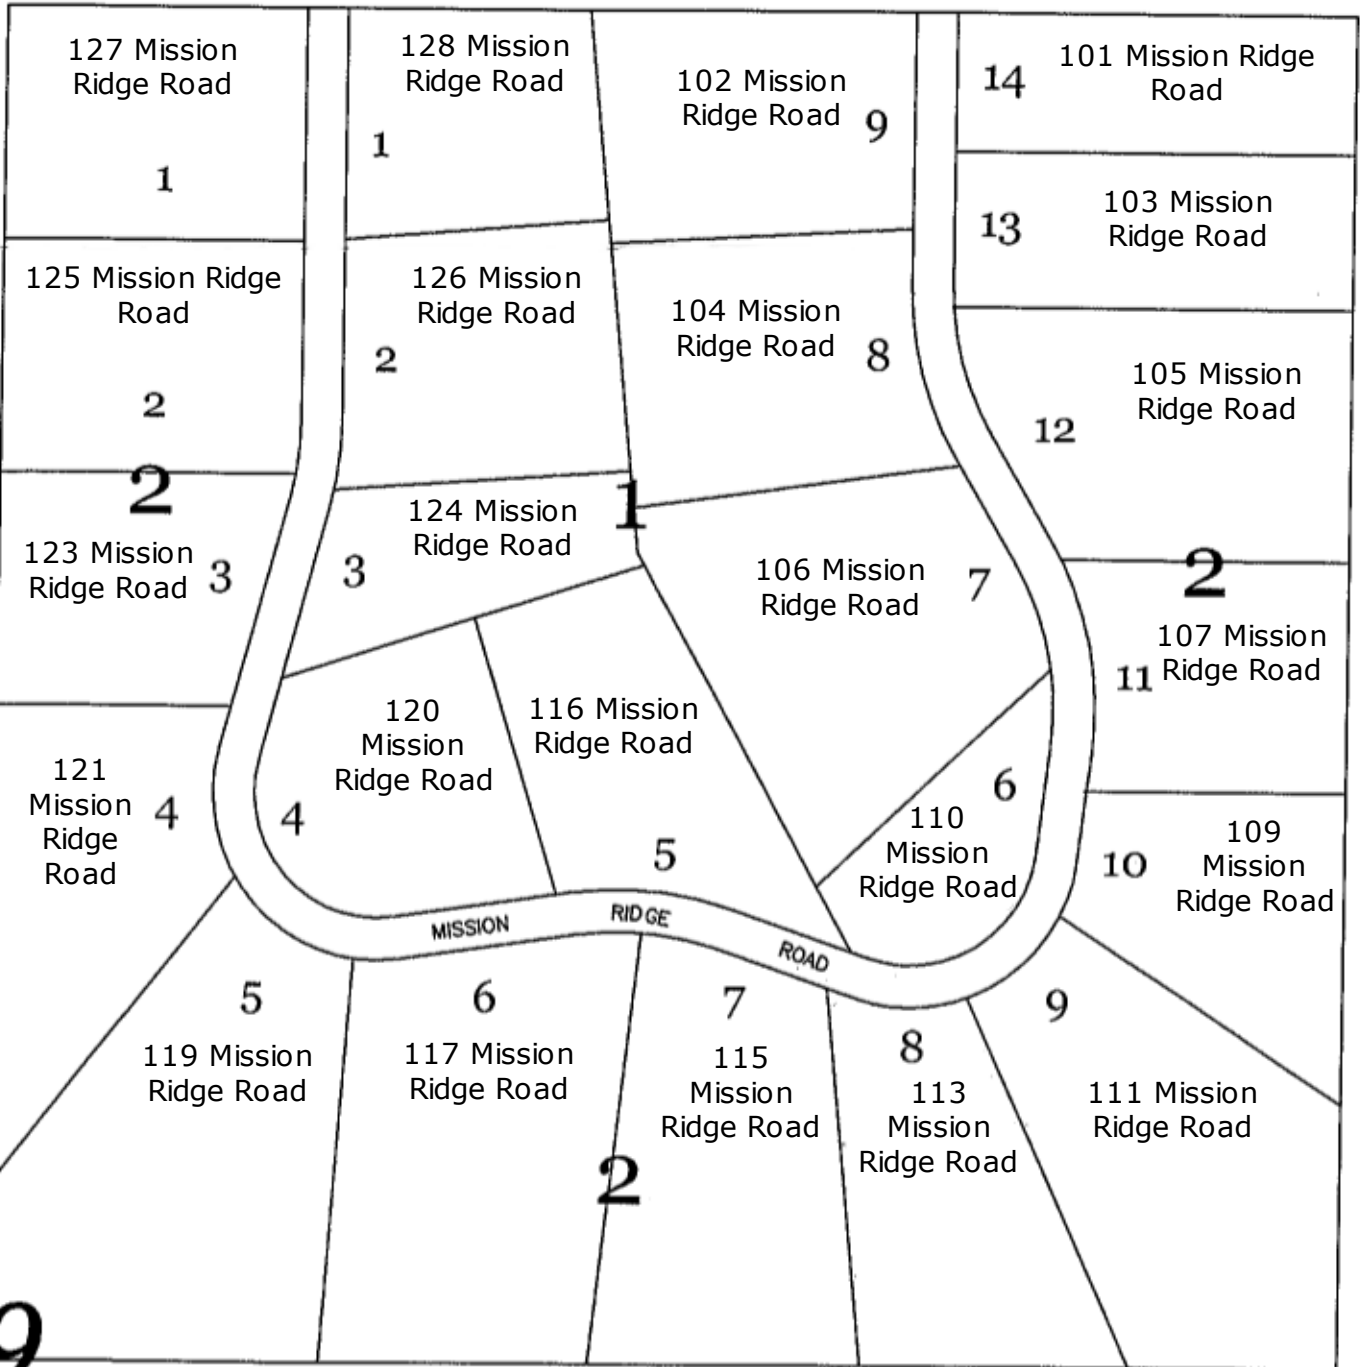 127 Mission
Ridge Road
1
128 Mission
Ridge Road
1
102 Mission
Ridge Road
9
14
101 Mission Ridge
Road
13
103 Mission
Ridge Road
125 Mission Ridge
Road
2
126 Mission
Ridge Road
2
104 Mission
Ridge Road
8
105 Mission
Ridge Road
12
2
1
123 Mission
Ridge Road
3
124 Mission
Ridge Road
3
106 Mission
Ridge Road
7
2
107 Mission
Ridge Road
11
121
Mission
Ridge
Road
4
120
Mission
Ridge Road
4
116 Mission
Ridge Road
5
6
110
Mission
Ridge Road
10
109
Mission
Ridge Road
MISSION RIDGE ROAD
5
119 Mission
Ridge Road
6
117 Mission
Ridge Road
7
115
Mission
Ridge Road
8
113
Mission
Ridge Road
9
111 Mission
Ridge Road
2
9